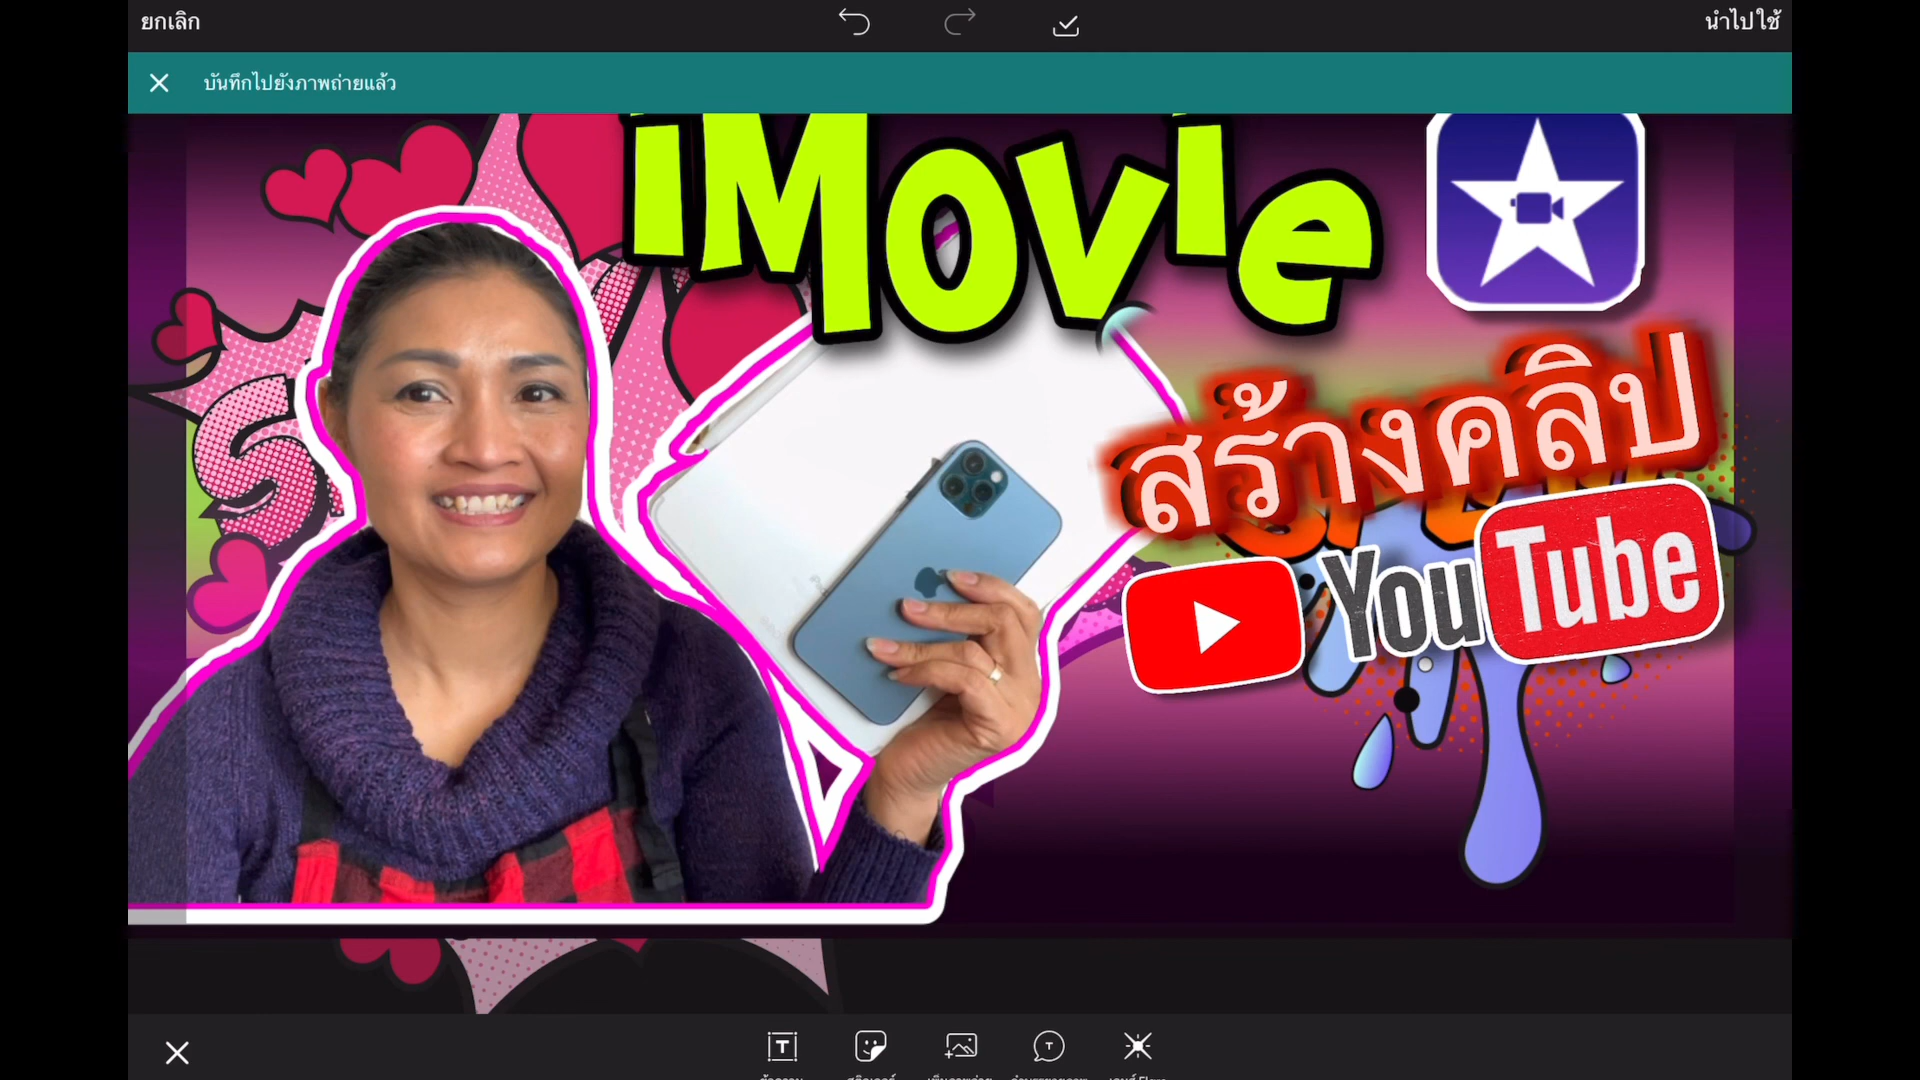 ยกเลิก
นำไปใช้
บันทึกไปยังภาพถ่ายแล้ว
iMovie
สร้างคลิป
YouTube
T
T